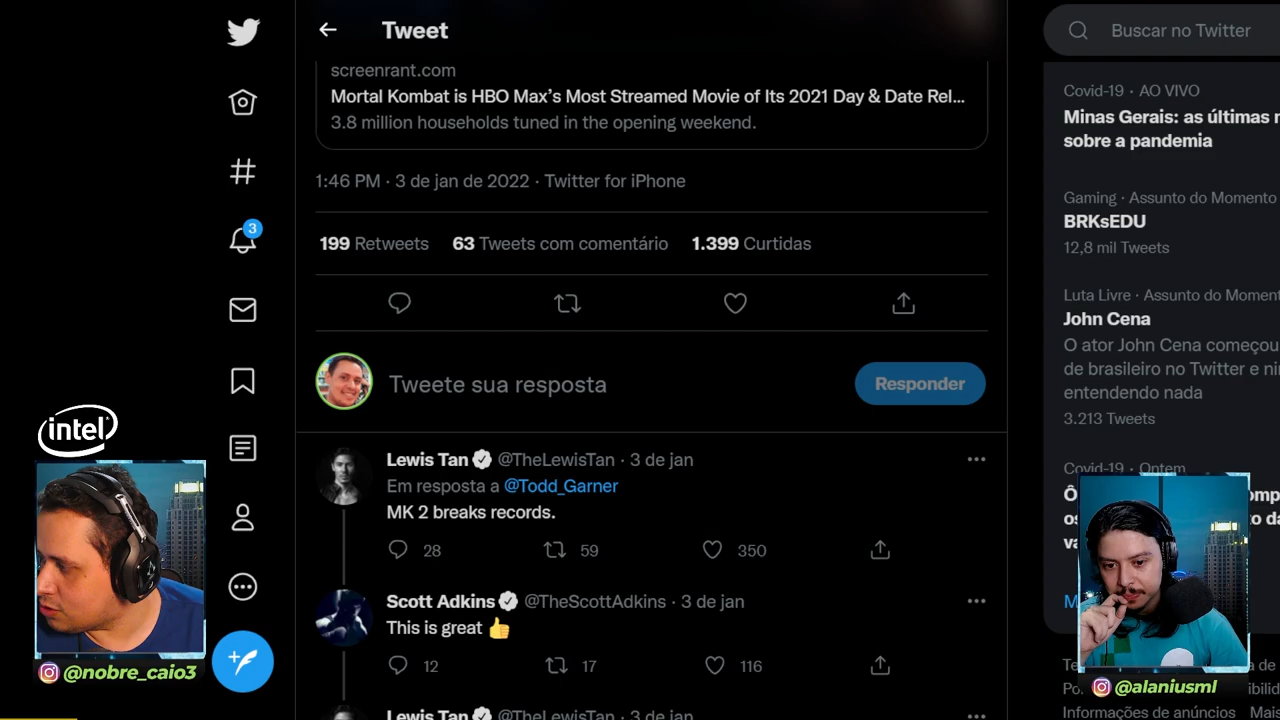 Tweet
screenrant.com
Mortal Kombat is HBO Max's Most Streamed Movie of Its 2021 Day & Date Rel...
3.8 million households tuned in the opening weekend.
1:46 PM · 3 de jan de 2022 · Twitter for iPhone
199 Retweets 63 Tweets com comentário 1.399 Curtidas
Tweete sua resposta
Responder
Lewis Tan @TheLewisTan · 3 de jan
Em resposta a @Todd_Garner
MK 2 breaks records.
28 59 350
Scott Adkins @TheScottAdkins · 3 de jan
This is great 👍
12 17 116
Lewis Tan @TheLewisTan · 3 de jan
3
Buscar no Twitter
Covid-19 · AO VIVO
Minas Gerais: as últimas
sobre a pandemia
Gaming · Assunto do Momento
BRKsEDU
12,8 mil Tweets
Luta Livre · Assunto do Moment
John Cena
O ator John Cena começou
de brasileiro no Twitter e
entendendo nada
3.213 Tweets
Covid-19 · Ontem
Informações de anúncios Mais
intel
@nobre_caio3
@alaniusml